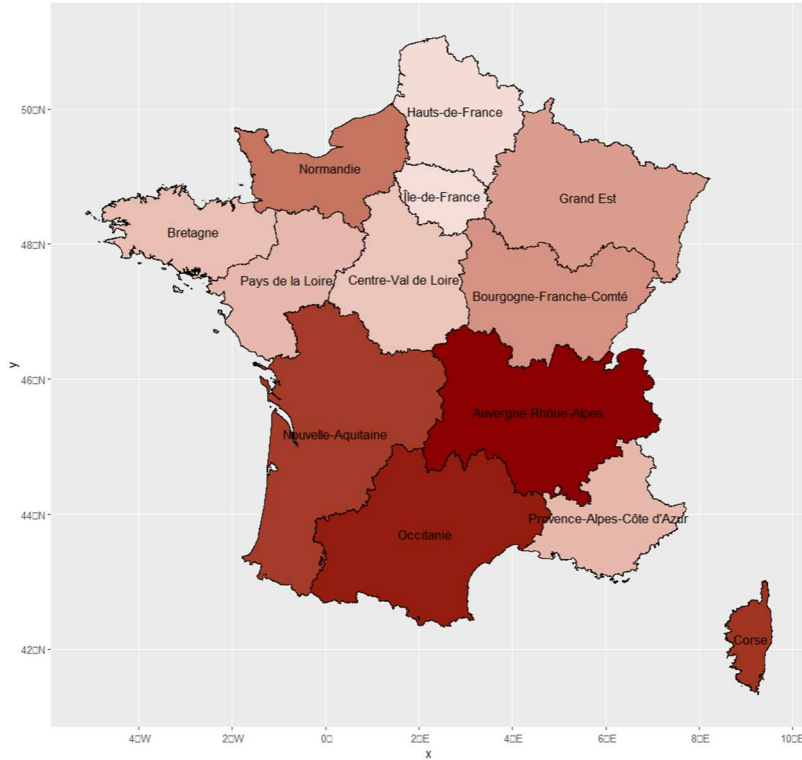 50□N
48□N
46□N
44□N
42□N
y
Hauts-de-France
Normandie
Île-de-France
Grand Est
Bretagne
Pays de la Loire
Centre-Val de Loire
Bourgogne-Franche-Comté
Auvergne-Rhône-Alpes
Nouvelle-Aquitaine
Occitanie
Provence-Alpes-Côte d'Azur
Corse
4□W
2□W
0□
2□E
4□E
6□E
8□E
10□E
x